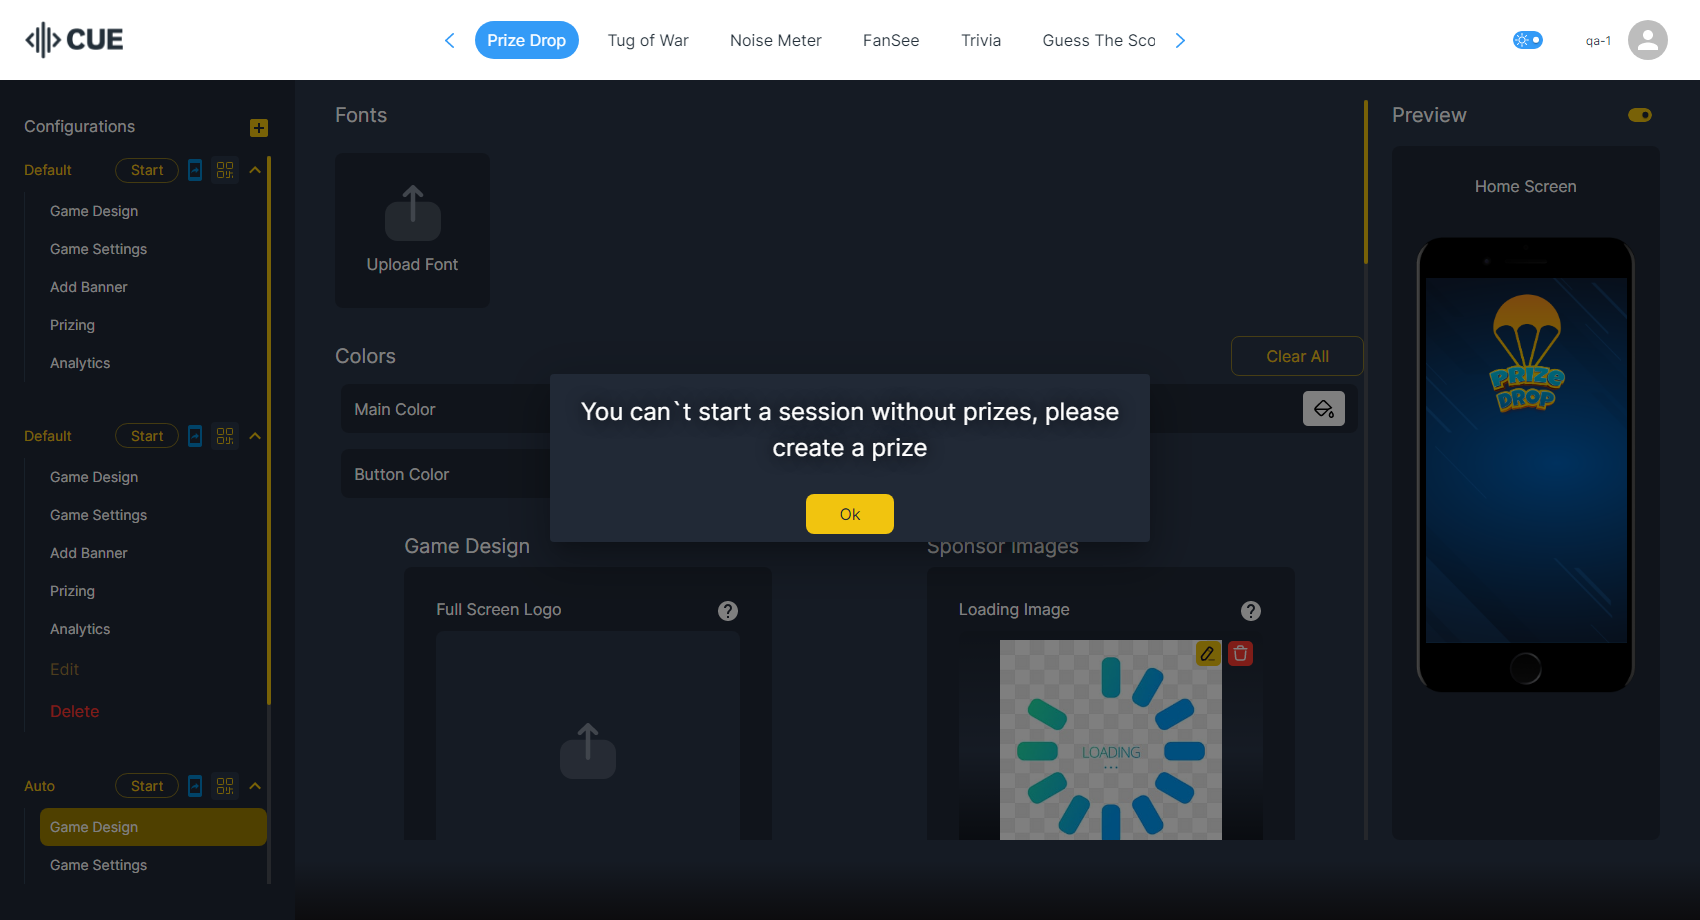 CUE
Prize Drop
Tug of War
Noise Meter
FanSee
Trivia
Guess The Sco
qa-1
Configurations
Default
Start
Game Design
Game Settings
Add Banner
Prizing
Analytics
Default
Start
Game Design
Game Settings
Add Banner
Prizing
Analytics
Edit
Delete
Auto
Start
Game Design
Game Settings
Fonts
Upload Font
Colors
Clear All
Main Color
Button Color
You can`t start a session without prizes, please
create a prize
Ok
Game Design
Full Screen Logo
?
Sponsor Images
Loading Image
?
LOADING
...
Preview
Home Screen
PRIZE
DROP